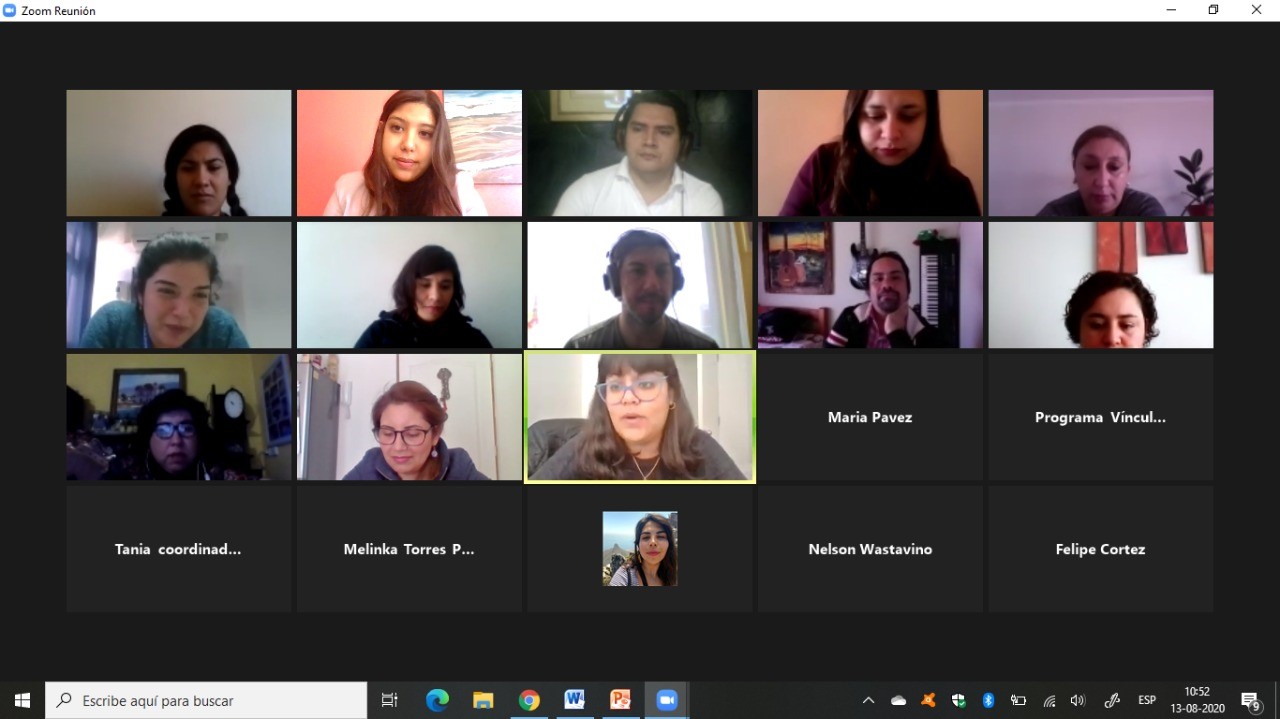 Zoom Reunión
Maria Pavez
Programa Víncul...
Tania coordinad...
Melinka Torres P...
Nelson Wastavino
Felipe Cortez
Escribe aquí para buscar
ESP
10:52
13-08-2020
9